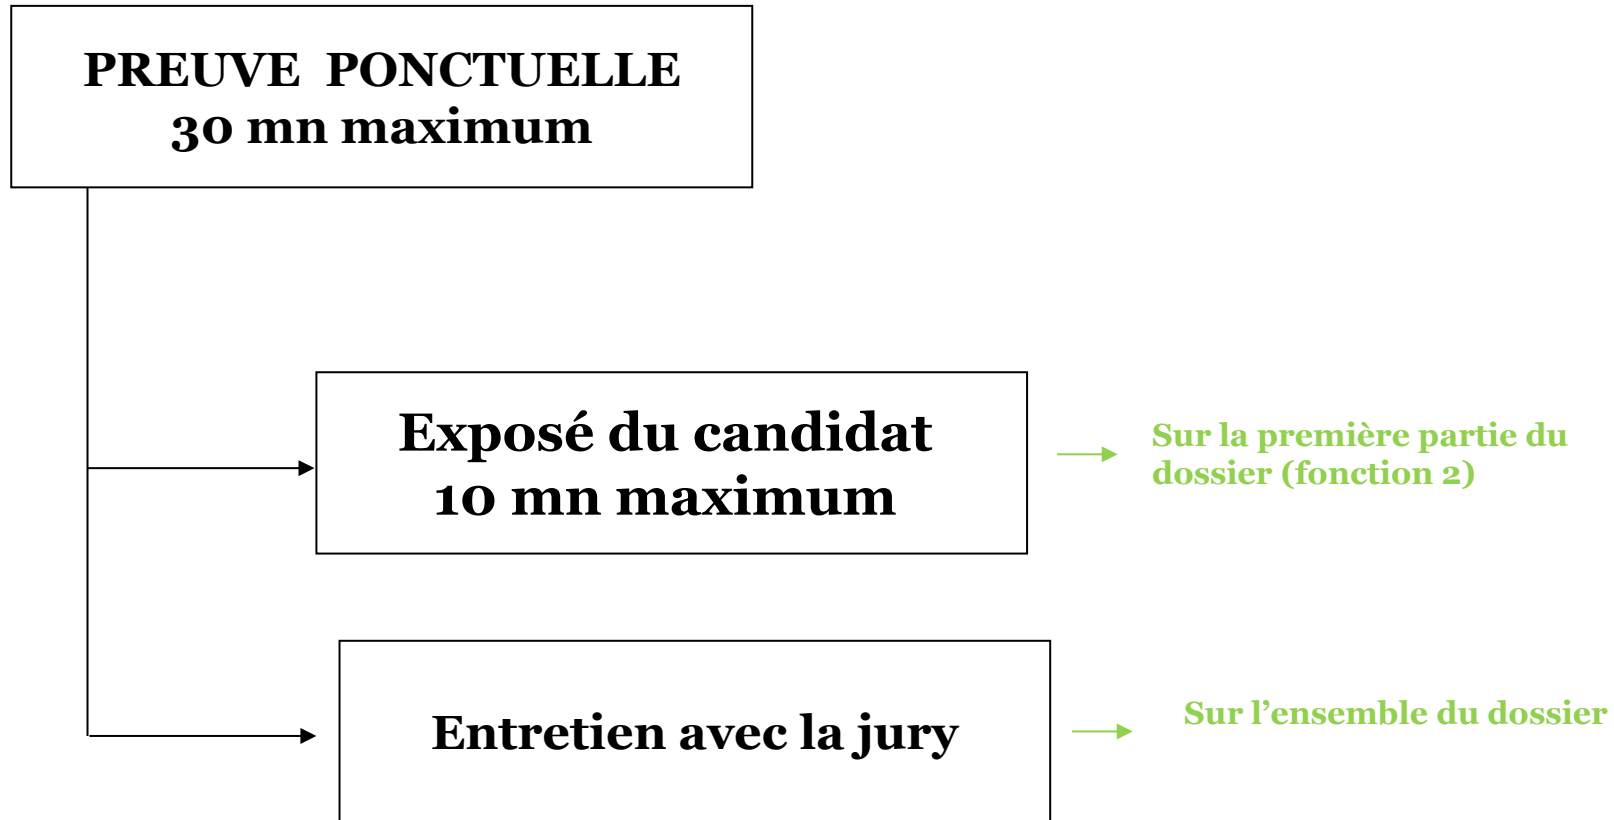 PREUVE PONCTUELLE
30 mn maximum
Exposé du candidat
10 mn maximum
Sur la première partie du
dossier (fonction 2)
Entretien avec la jury
Sur l’ensemble du dossier